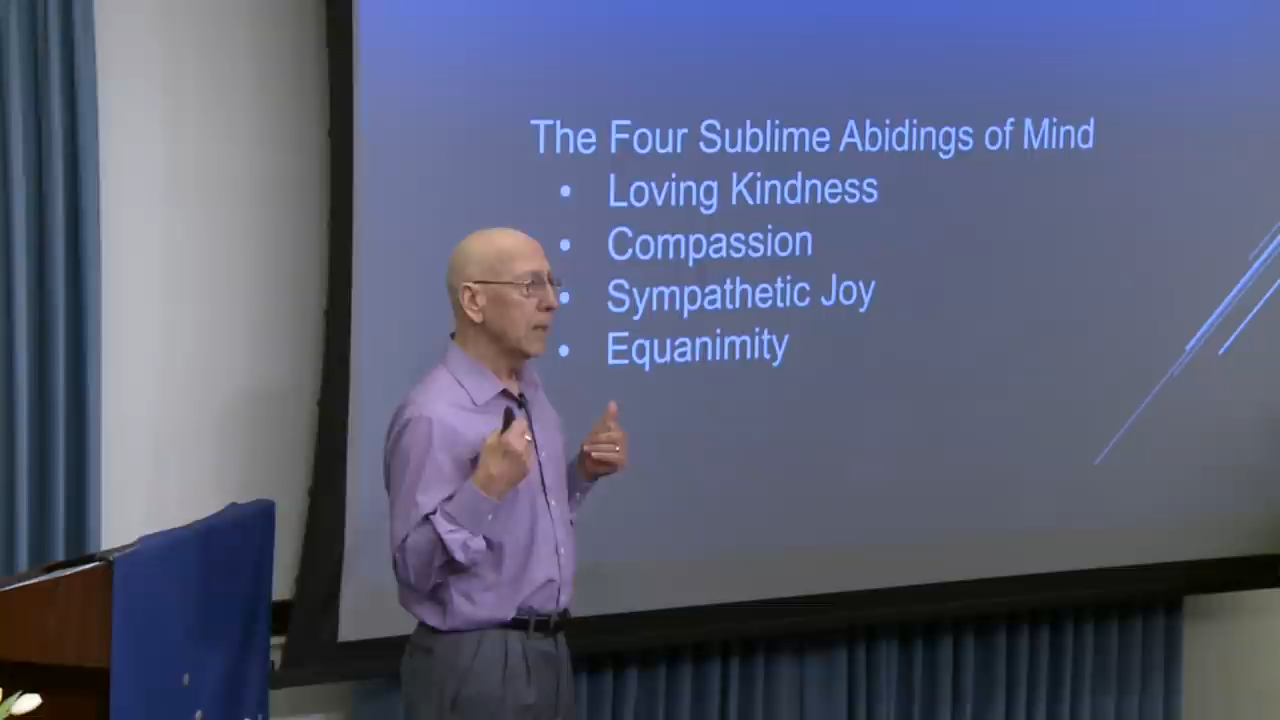 The Four Sublime Abidings of Mind
• Loving Kindness
• Compassion
• Sympathetic Joy
• Equanimity